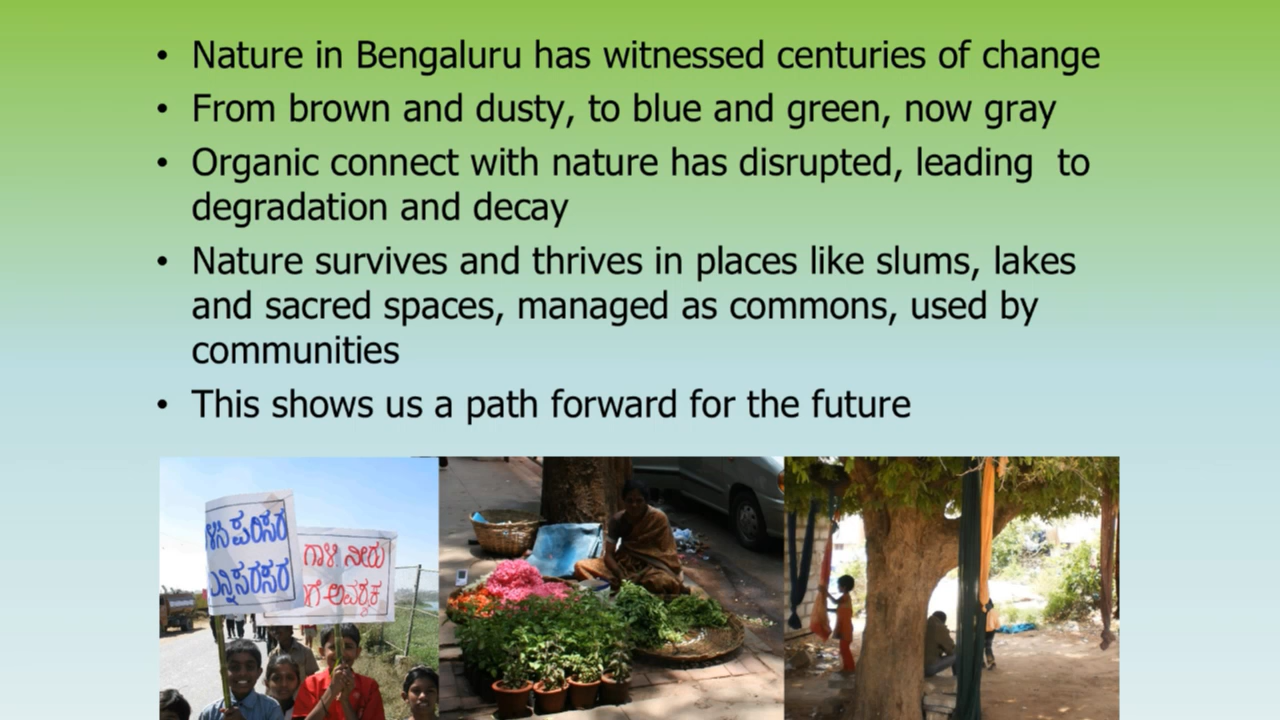 • Nature in Bengaluru has witnessed centuries of change
• From brown and dusty, to blue and green, now gray
• Organic connect with nature has disrupted, leading to
degradation and decay
• Nature survives and thrives in places like slums, lakes
and sacred spaces, managed as commons, used by
communities
• This shows us a path forward for the future
ಗಾಳಿ ನೀರು